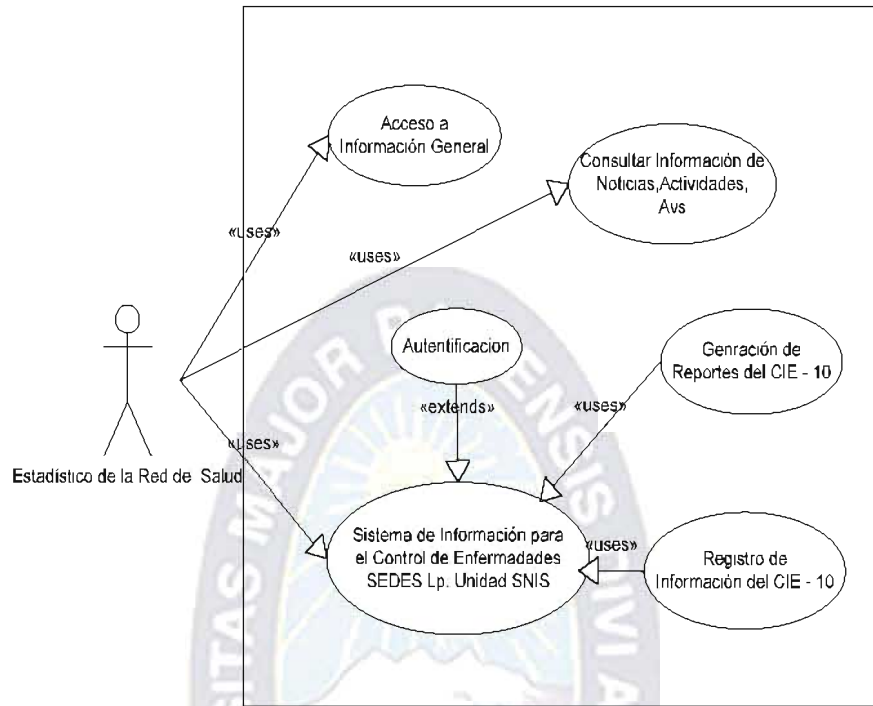 Acceso a
Información General
Consultar Información de
Noticias,Actividades,
Avs
«uses»
«uses»
Autentificacion
Genración de
Reportes del CIE - 10
«extends»
«uses»
«uses»
Estadístico de la Red de Salud
Sistema de Información para
el Control de Enfermadades
SEDES Lp. Unidad SNIS
«uses»
Registro de
Información del CIE - 10